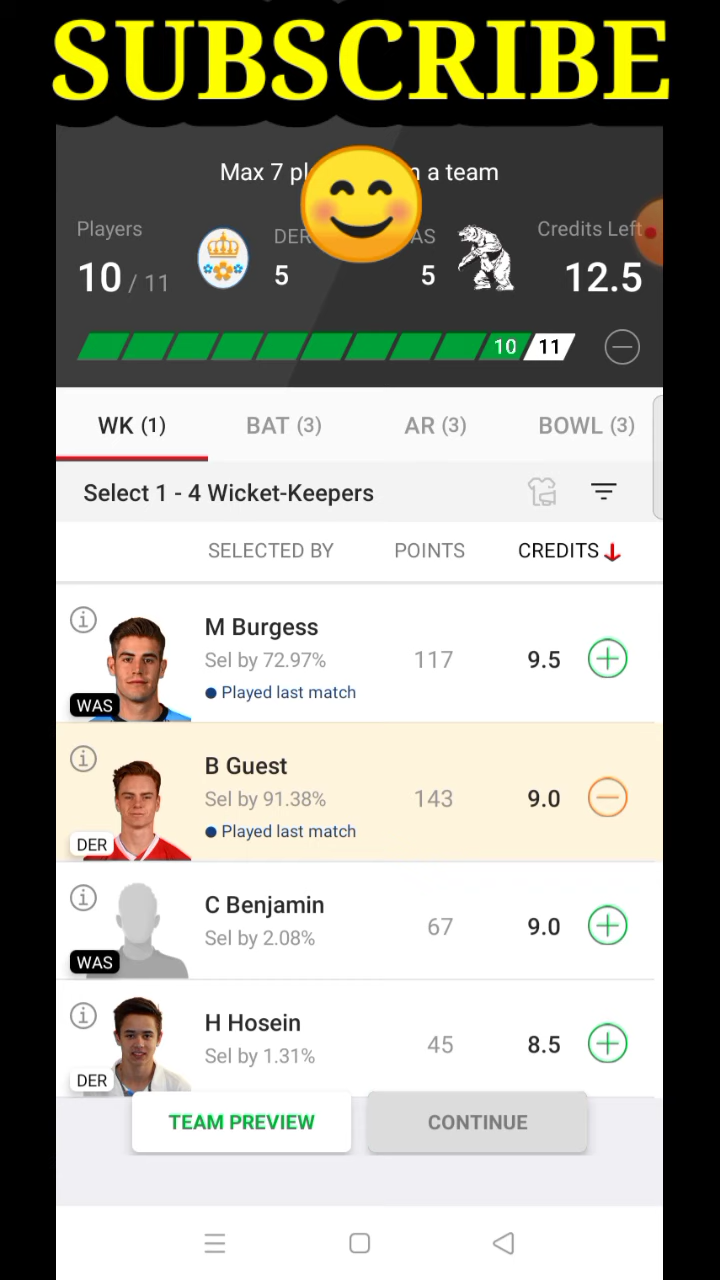 SUBSCRIBE
Max 7 pl n a team
Players DER AS Credits Left
10 / 11 5 5 12.5
10 11
WK (1) BAT (3) AR (3) BOWL (3)
Select 1 - 4 Wicket-Keepers
SELECTED BY POINTS CREDITS
M Burgess
Sel by 72.97% 117 9.5
Played last match
WAS
B Guest
Sel by 91.38% 143 9.0
Played last match
DER
C Benjamin
Sel by 2.08% 67 9.0
WAS
H Hosein
Sel by 1.31% 45 8.5
DER
TEAM PREVIEW CONTINUE